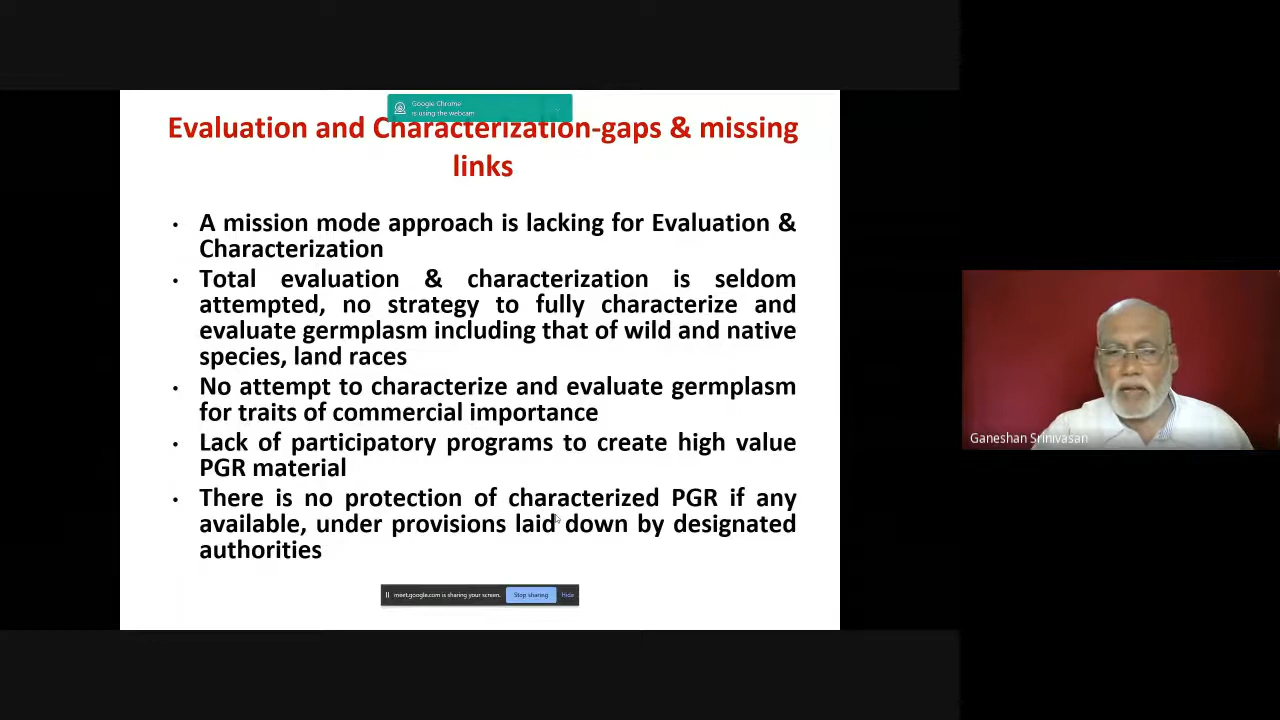 Google Chrome
is using the webcam
Evaluation and Characterization-gaps & missing
links
• A mission mode approach is lacking for Evaluation &
Characterization
• Total evaluation & characterization is seldom
attempted, no strategy to fully characterize and
evaluate germplasm including that of wild and native
species, land races
• No attempt to characterize and evaluate germplasm
for traits of commercial importance
• Lack of participatory programs to create high value
PGR material
• There is no protection of characterized PGR if any
available, under provisions laid down by designated
authorities
meet.google.com is sharing your screen. Stop sharing Hide
Ganeshan Srinivasan